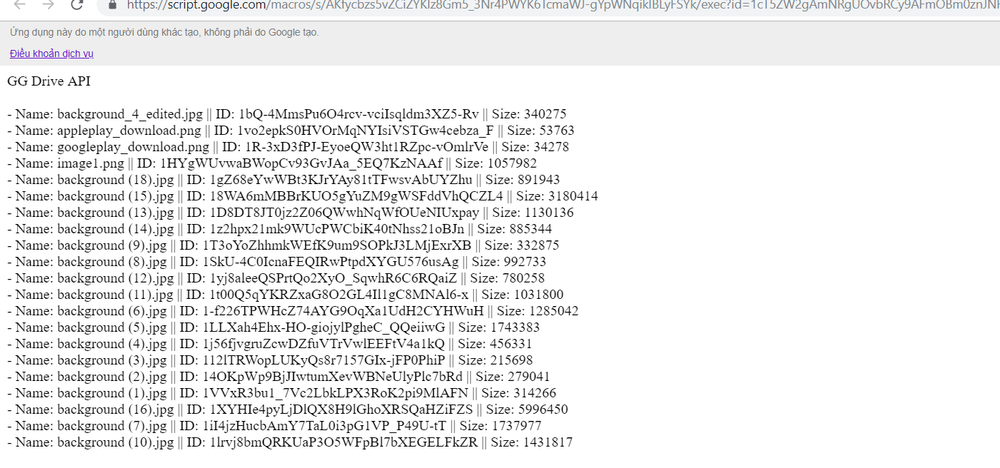 https://script.google.com/macros/s/AKfycbzs5vZCiZYKIz8Gm5_3Nr4PWYK6TcmaWJ-gYpWNqikIBLyFSYk/exec?id=1cT5ZW2gAmNRgUOvbRCy9AFmOBm0znJNF
Ứng dụng này do một người dùng khác tạo, không phải do Google tạo.
Điều khoản dịch vụ
GG Drive API
- Name: background_4_edited.jpg || ID: 1bQ-4MmsPu6O4rcv-vciIsqldm3XZ5-Rv || Size: 340275
- Name: appleplay_download.png || ID: 1vo2epkS0HVOrMqNYIsiVSTGw4cebza_F || Size: 53763
- Name: googleplay_download.png || ID: 1R-3xD3fPJ-EyoeQW3ht1RZpc-vOmlrVe || Size: 34278
- Name: image1.png || ID: 1HYgWUvwaBWopCv93GvJAa_5EQ7KzNAAf || Size: 1057982
- Name: background (18).jpg || ID: 1gZ68eYwWBt3KJrYAy81tTFwsvAbUYZhu || Size: 891943
- Name: background (15).jpg || ID: 18WA6mMBBrKUO5gYuZM9gWSFddVhQCZL4 || Size: 3180414
- Name: background (13).jpg || ID: 1D8DT8JT0jz2Z06QWwhNqWfOUeNIUxpay || Size: 1130136
- Name: background (14).jpg || ID: 1z2hpx21mk9WUcPWCbiK40tNhss21oBJn || Size: 885344
- Name: background (9).jpg || ID: 1T3oYoZhhmkWEfK9um9SOPkJ3LMjExrXB || Size: 332875
- Name: background (8).jpg || ID: 1SkU-4C0IcnaFEQIRwPtpdXYGU576usAg || Size: 992733
- Name: background (12).jpg || ID: 1yj8aleeQSPrtQo2XyO_SqwhR6C6RQaiZ || Size: 780258
- Name: background (11).jpg || ID: 1t00Q5qYKRZxaG8O2GL4Il1gC8MNAl6-x || Size: 1031800
- Name: background (6).jpg || ID: 1-f226TPWHcZ74AYG9OqXa1UdH2CYHWuH || Size: 1285042
- Name: background (5).jpg || ID: 1LLXah4Ehx-HO-giojylPgheC_QQeiiwG || Size: 1743383
- Name: background (4).jpg || ID: 1j56fjvgruZcwDZfuVTrVwlEEFtV4a1kQ || Size: 456331
- Name: background (3).jpg || ID: 112lTRWopLUKyQs8r7157GIx-jFP0PhiP || Size: 215698
- Name: background (2).jpg || ID: 14OKpWp9BjJIwtumXevWBNeUlyPlc7bRd || Size: 279041
- Name: background (1).jpg || ID: 1VVxR3bu1_7Vc2LbkLPX3RoK2pi9MlAFN || Size: 314266
- Name: background (16).jpg || ID: 1XYHIe4pyLjDlQX8H9lGhoXRSQaHZiFZS || Size: 5996450
- Name: background (7).jpg || ID: 1iI4jzHucbAmY7TaL0i3pG1VP_P49U-tT || Size: 1737977
- Name: background (10).jpg || ID: 1lrvj8bmQRKUaP3O5WFpBl7bXEGELFkZR || Size: 1431817